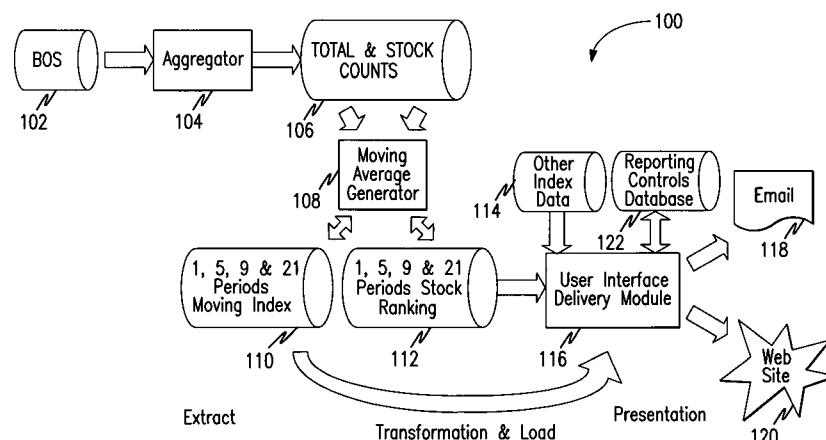 100
BOS
102
Aggregator
104
TOTAL & STOCK
COUNTS
106
Moving
Average
Generator
108
Other
Index
Data
114
Reporting
Controls
Database
122
Email
118
1, 5, 9 & 21
Periods
Moving Index
110
1, 5, 9 & 21
Periods Stock
Ranking
112
User Interface
Delivery Module
116
Web
Site
120
Extract
Transformation & Load
Presentation